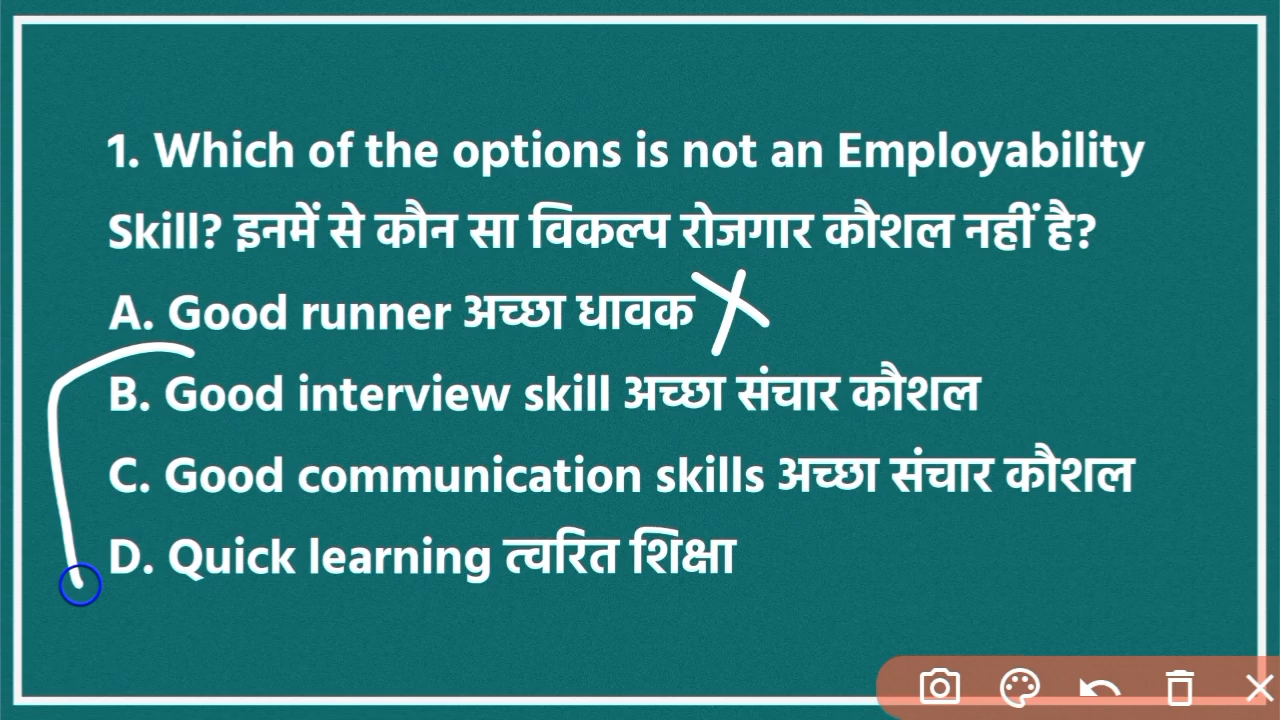 1. Which of the options is not an Employability
Skill? इनमें से कौन सा विकल्प रोजगार कौशल नहीं है?
A. Good runner अच्छा धावक
B. Good interview skill अच्छा संचार कौशल
C. Good communication skills अच्छा संचार कौशल
D. Quick learning त्वरित शिक्षा